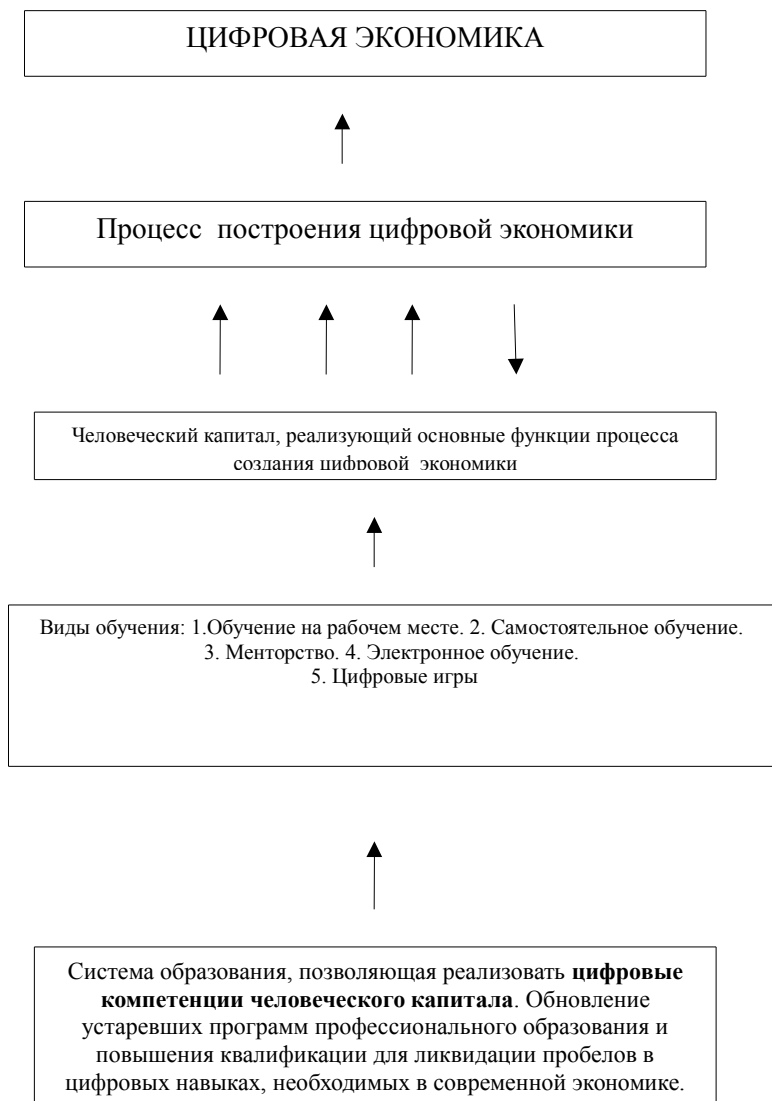 ЦИФРОВАЯ ЭКОНОМИКА
Процесс построения цифровой экономики
Человеческий капитал, реализующий основные функции процесса
создания цифровой экономики
Виды обучения: 1.Обучение на рабочем месте. 2. Самостоятельное обучение.
3. Менторство. 4. Электронное обучение.
5. Цифровые игры
Система образования, позволяющая реализовать цифровые
компетенции человеческого капитала. Обновление
устаревших программ профессионального образования и
повышения квалификации для ликвидации пробелов в
цифровых навыках, необходимых в современной экономике.